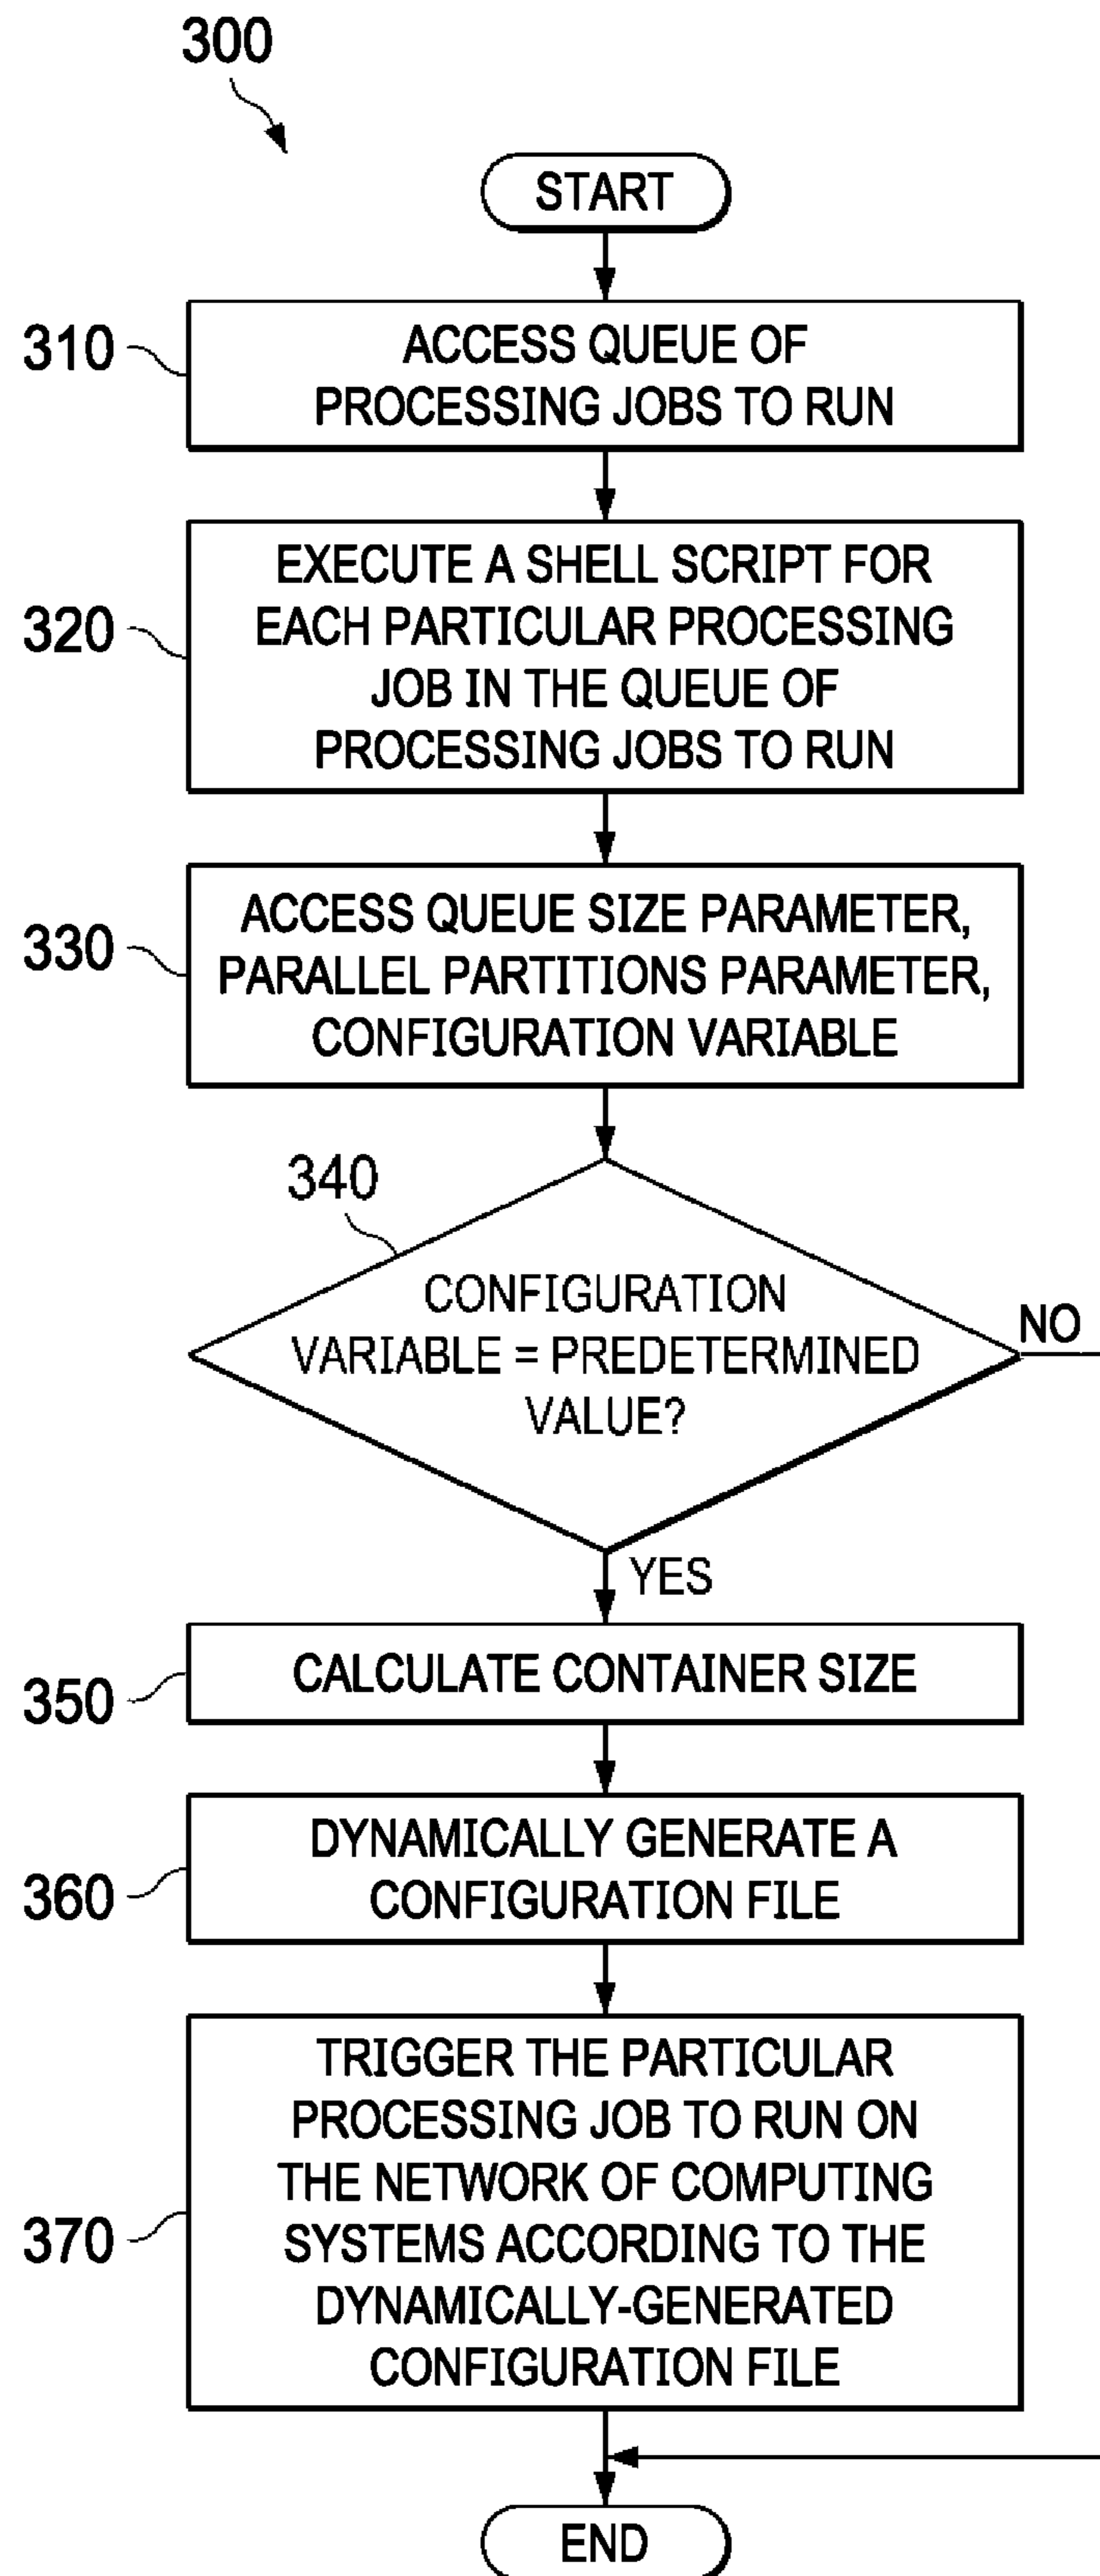 300
START
310
ACCESS QUEUE OF
PROCESSING JOBS TO RUN
320
EXECUTE A SHELL SCRIPT FOR
EACH PARTICULAR PROCESSING
JOB IN THE QUEUE OF
PROCESSING JOBS TO RUN
330
ACCESS QUEUE SIZE PARAMETER,
PARALLEL PARTITIONS PARAMETER,
CONFIGURATION VARIABLE
340
CONFIGURATION
VARIABLE = PREDETERMINED
VALUE?
NO
YES
350
CALCULATE CONTAINER SIZE
360
DYNAMICALLY GENERATE A
CONFIGURATION FILE
370
TRIGGER THE PARTICULAR
PROCESSING JOB TO RUN ON
THE NETWORK OF COMPUTING
SYSTEMS ACCORDING TO THE
DYNAMICALLY-GENERATED
CONFIGURATION FILE
END